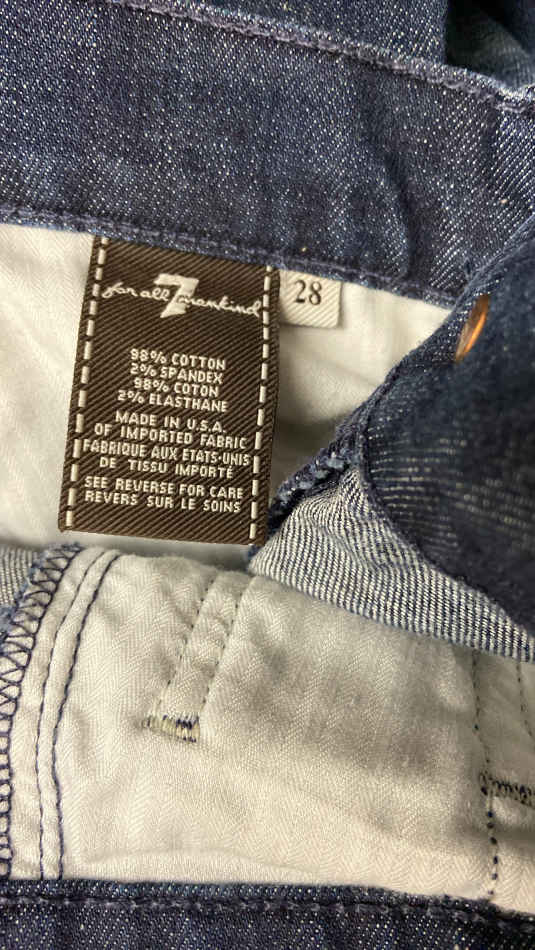 for all 7 mankind
28
98% COTTON
2% SPANDEX
98% COTON
2% ELASTHANE
MADE IN U.S.A.
OF IMPORTED FABRIC
FABRIQUE AUX ETATS-UNIS
DE TISSU IMPORTÉ
SEE REVERSE FOR CARE
REVERS SUR LE SOINS